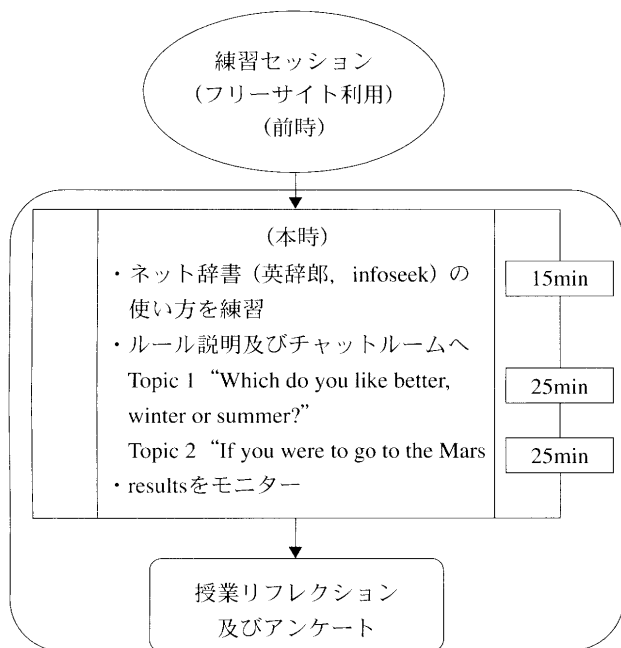 練習セッション
(フリーサイト利用)
(前時)
(本時)
・ネット辞書(英辞郎，infoseek)の
使い方を練習
15min
・ルール説明及びチャットルームへ
Topic 1 “Which do you like better,
winter or summer?”
25min
Topic 2 “If you were to go to the Mars
25min
・resultsをモニター
授業リフレクション
及びアンケート